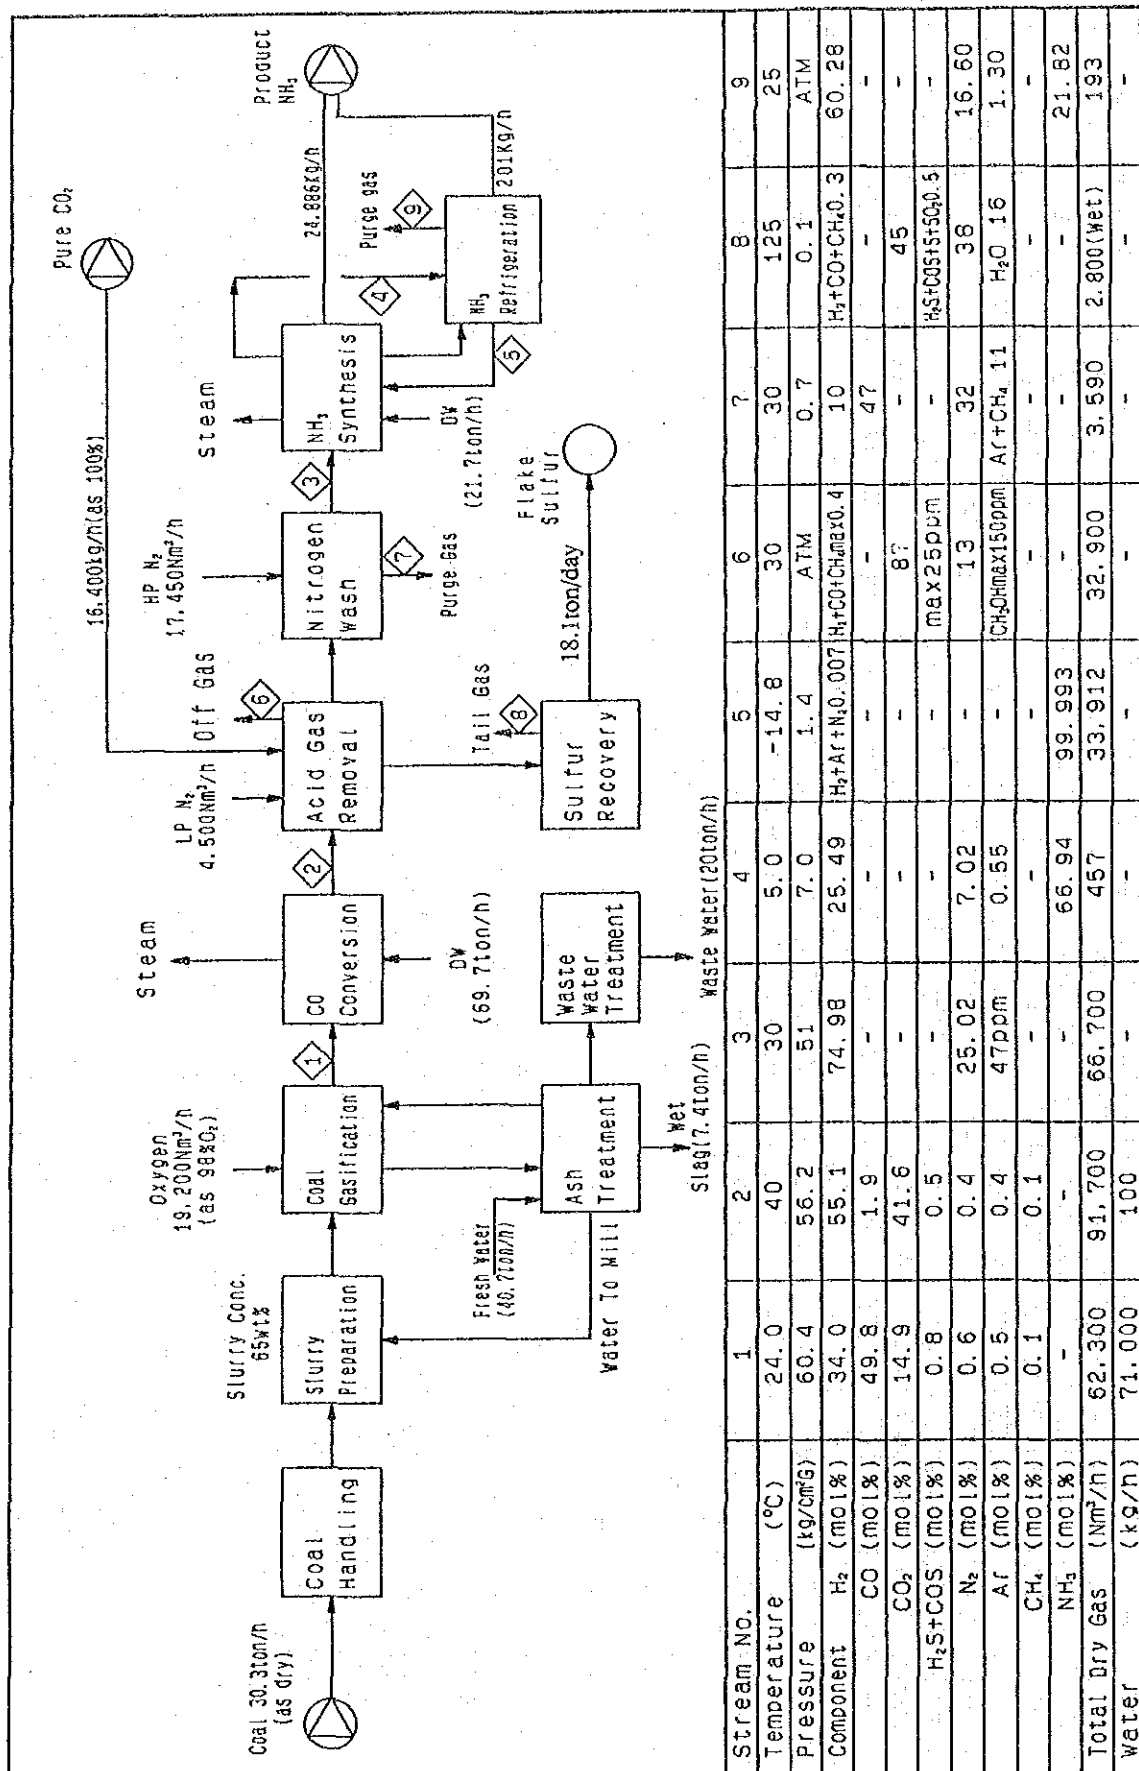 Coal 30.3ton/h
(as dry)
Coal
Handling
Slurry Conc.
65wt%
Slurry
Preparation
Oxygen
19.200Nm³/h
(as 98%O₂)
Coal
Gasification
1
Steam
CO
Conversion
DW
(69.7ton/h)
2
LP N₂
4.500Nm³/h
Off Gas
6
Acid Gas
Removal
16.400kg/h(as 100%)
Pure CO₂
HP N₂
17.450Nm³/h
Nitrogen
Wash
7
Purge Gas
3
Steam
NH₃
Synthesis
DW
(21.7ton/h)
24.886kg/h
Product
NH₃
4
5
Purge gas
9
NH₃
Refrigeration
201Kg/h
Fresh Water
(40.7ton/h)
Water To Mill
Ash
Treatment
Wet
Slag(7.4ton/h)
Waste
Water
Treatment
Waste Water(20ton/h)
Tail Gas
8
Sulfur
Recovery
18.1ton/day
Flake
Sulfur
Stream NO. 1 2 3 4 5 6 7 8 9
Temperature (°C) 24.0 40 30 5.0 -14.8 30 30 125 25
Pressure (kg/cm²G) 60.4 56.2 51 7.0 1.4 ATM 0.7 0.1 ATM
Component H₂ (mol%) 34.0 55.1 74.98 25.49 H₂+Ar+N₂0.007 H₂+CO+CH₄max0.4 10 H₂+CO+CH₄0.3 60.28
CO (mol%) 49.8 1.9 - - - - 47 - -
CO₂ (mol%) 14.9 41.6 - - - 87 - 45 -
H₂S+COS (mol%) 0.8 0.5 - - max25ppm - H₂S+COS+S+SO₂0.5 -
N₂ (mol%) 0.6 0.4 25.02 7.02 - 13 32 38 16.60
Ar (mol%) 0.5 0.4 47ppm 0.55 - CH₃OHmax150ppm Ar+CH₄ 11 H₂O 16 1.30
CH₄ (mol%) 0.1 0.1 - - - - - -
NH₃ (mol%) - - - 66.94 99.993 - - - 21.82
Total Dry Gas (Nm³/h) 62.300 91.700 66.700 457 33.912 32.900 3.590 2.800(Wet) 193
Water (kg/h) 71.000 100 - - - - - - -